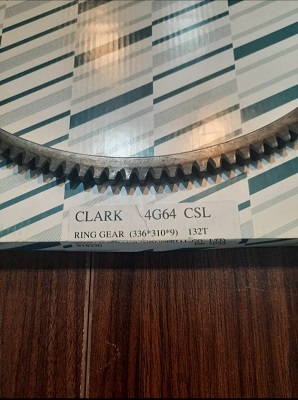 CLARK 4G64 CSL
RING GEAR (336*310*9) 132T